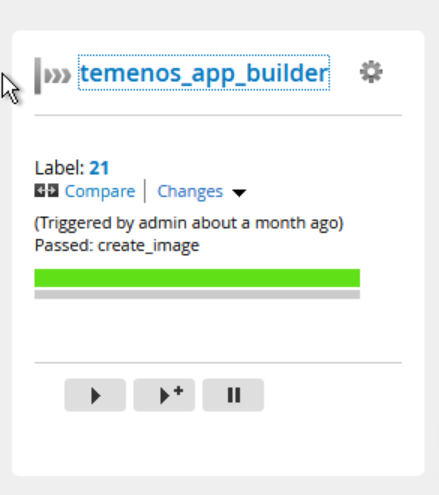 temenos_app_builder
Label: 21
Compare | Changes
(Triggered by admin about a month ago)
Passed: create_image